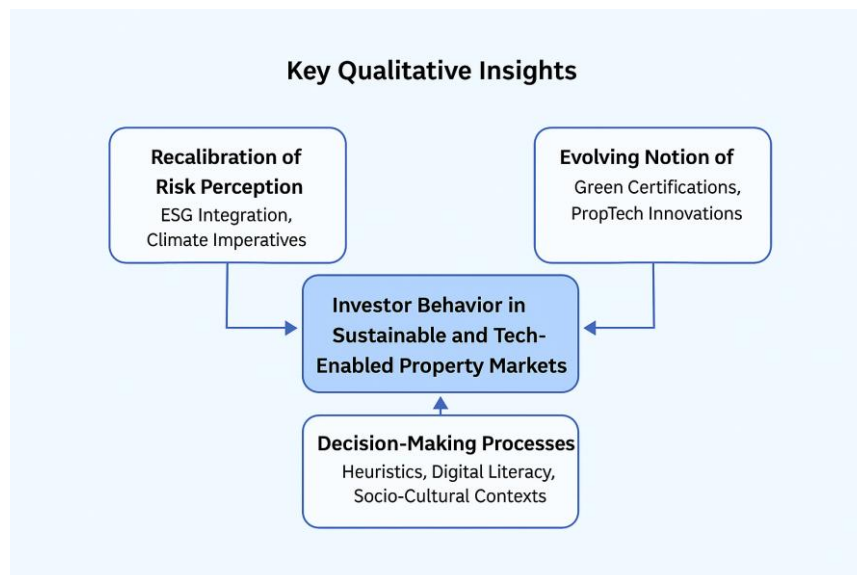 Key Qualitative Insights
Recalibration of
Risk Perception
ESG Integration,
Climate Imperatives
Evolving Notion of
Green Certifications,
PropTech Innovations
Investor Behavior in
Sustainable and Tech-
Enabled Property Markets
Decision-Making Processes
Heuristics, Digital Literacy,
Socio-Cultural Contexts